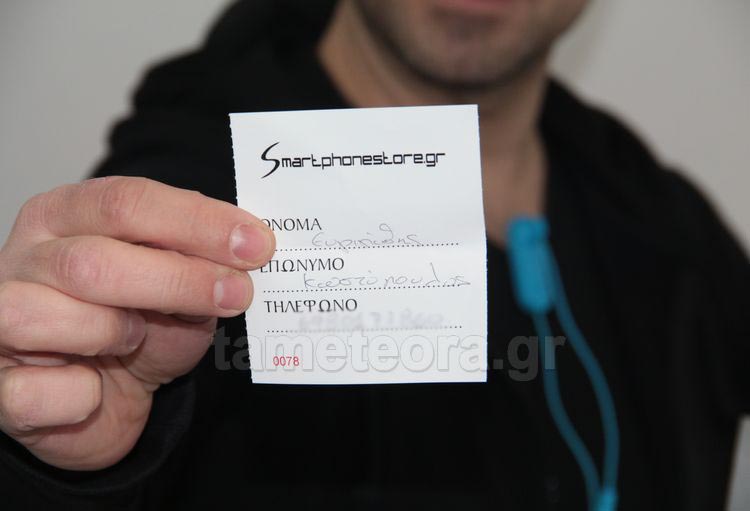 Smartphonestore.gr
ΟΝΟΜΑ Ευριπίδης
ΕΠΩΝΥΜΟ Κωστόπουλος
ΤΗΛΕΦΩΝΟ
tameteora.gr
0078